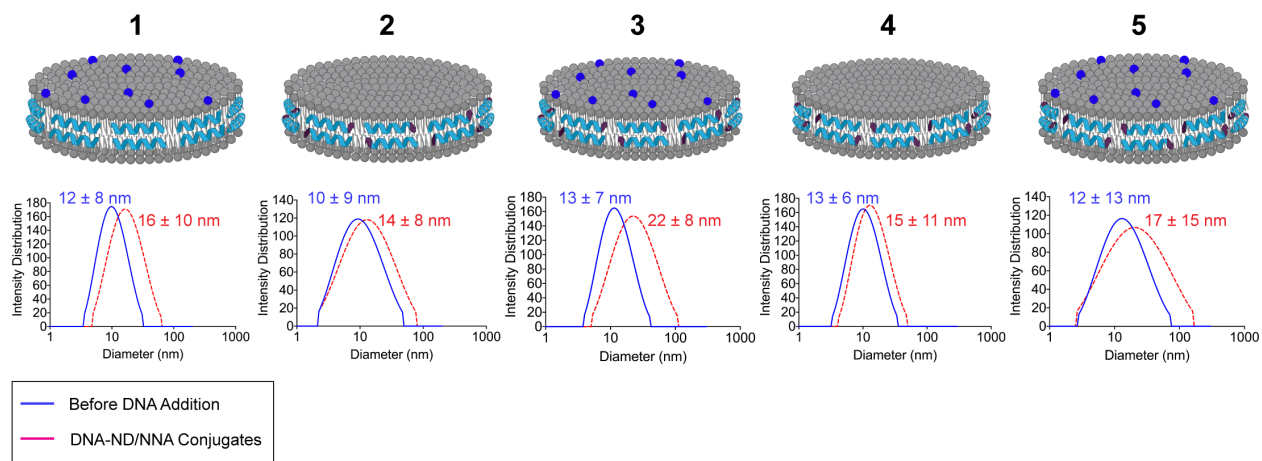 1 2 3 4 5
12 ± 8 nm
16 ± 10 nm
Intensity Distribution
180
160
140
120
100
80
60
40
20
0
1 10 100 1000
Diameter (nm)
10 ± 9 nm
14 ± 8 nm
Intensity Distribution
140
120
100
80
60
40
20
0
1 10 100 1000
Diameter (nm)
13 ± 7 nm
22 ± 8 nm
Intensity Distribution
180
160
140
120
100
80
60
40
20
0
1 10 100 1000
Diameter (nm)
13 ± 6 nm
15 ± 11 nm
Intensity Distribution
180
160
140
120
100
80
60
40
20
0
1 10 100 1000
Diameter (nm)
12 ± 13 nm
17 ± 15 nm
Intensity Distribution
140
120
100
80
60
40
20
0
1 10 100 1000
Diameter (nm)
Before DNA Addition
DNA-ND/NNA Conjugates